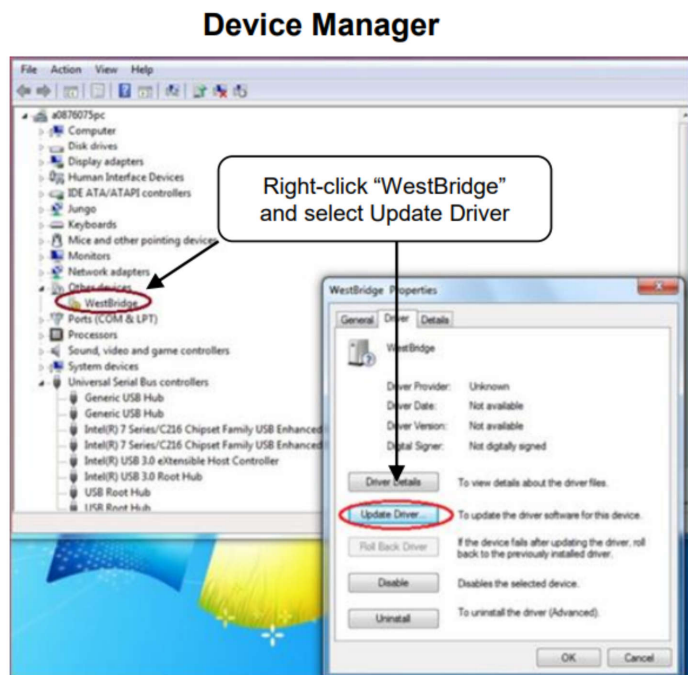 Device Manager
File Action View Help
a0876075pc
Computer
Disk drives
Display adapters
Human Interface Devices
IDE ATA/ATAPI controllers
Jungo
Keyboards
Mice and other pointing devices
Monitors
Network adapters
Other devices
WestBridge
Ports (COM & LPT)
Processors
Sound, video and game controllers
System devices
Universal Serial Bus controllers
Generic USB Hub
Generic USB Hub
Intel(R) 7 Series/C216 Chipset Family USB Enhanced
Intel(R) 7 Series/C216 Chipset Family USB Enhanced
Intel(R) USB 3.0 eXtensible Host Controller
Intel(R) USB 3.0 Root Hub
USB Root Hub
USB Root Hub
Right-click “WestBridge”
and select Update Driver
WestBridge Properties
General Driver Details
WestBridge
Driver Provider: Unknown
Driver Date: Not available
Driver Version: Not available
Digital Signer: Not digitally signed
Driver Details To view details about the driver files.
Update Driver... To update the driver software for this device.
Roll Back Driver If the device fails after updating the driver, roll
back to the previously installed driver.
Disable Disables the selected device.
Uninstall To uninstall the driver (Advanced).
OK Cancel